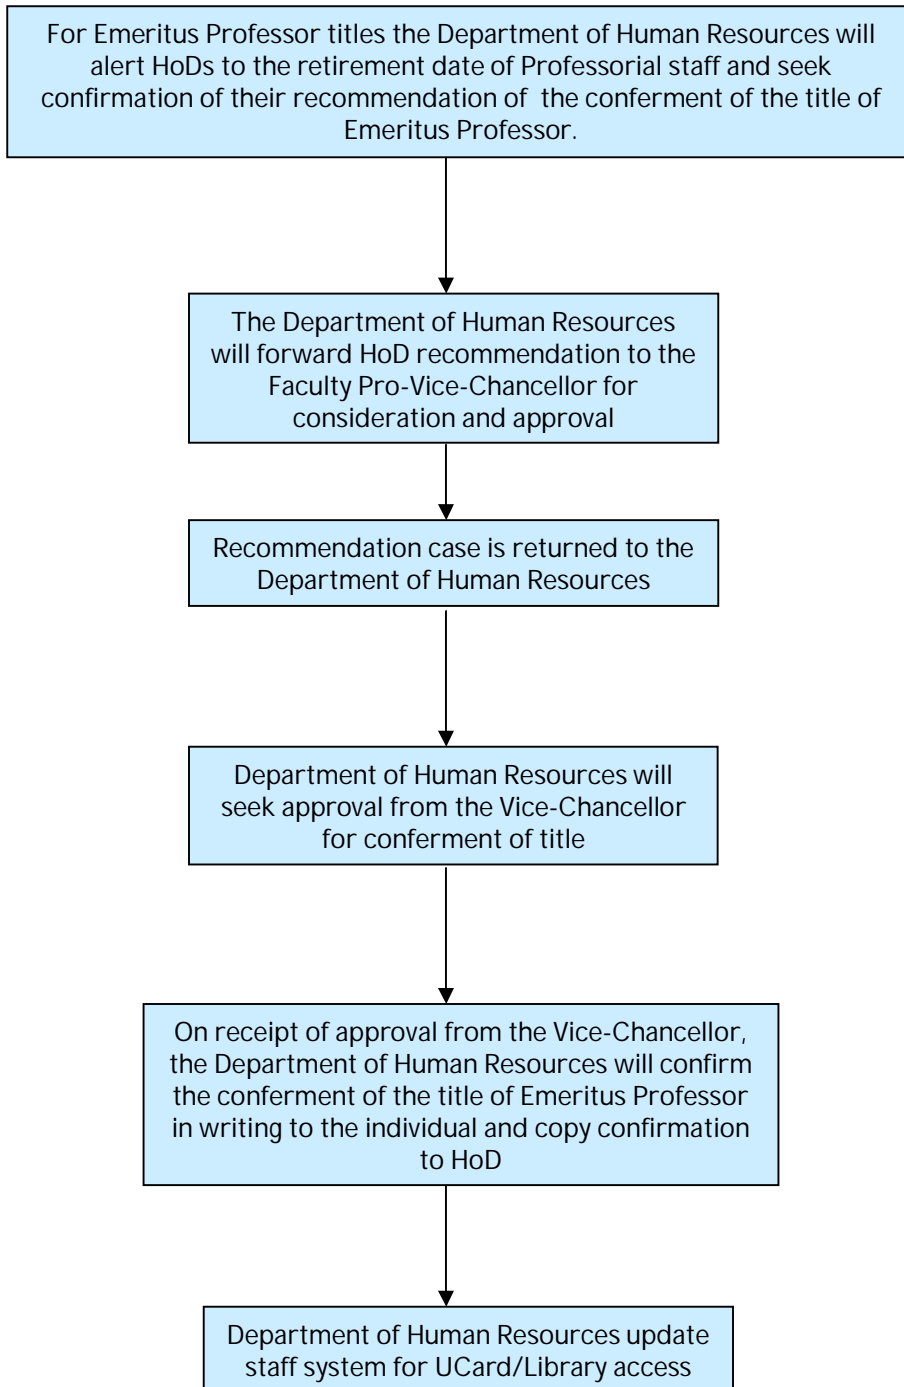 For Emeritus Professor titles the Department of Human Resources will
alert HoDs to the retirement date of Professorial staff and seek
confirmation of their recommendation of the conferment of the title of
Emeritus Professor.
The Department of Human Resources
will forward HoD recommendation to the
Faculty Pro-Vice-Chancellor for
consideration and approval
Recommendation case is returned to the
Department of Human Resources
Department of Human Resources will
seek approval from the Vice-Chancellor
for conferment of title
On receipt of approval from the Vice-Chancellor,
the Department of Human Resources will confirm
the conferment of the title of Emeritus Professor
in writing to the individual and copy confirmation
to HoD
Department of Human Resources update
staff system for UCard/Library access